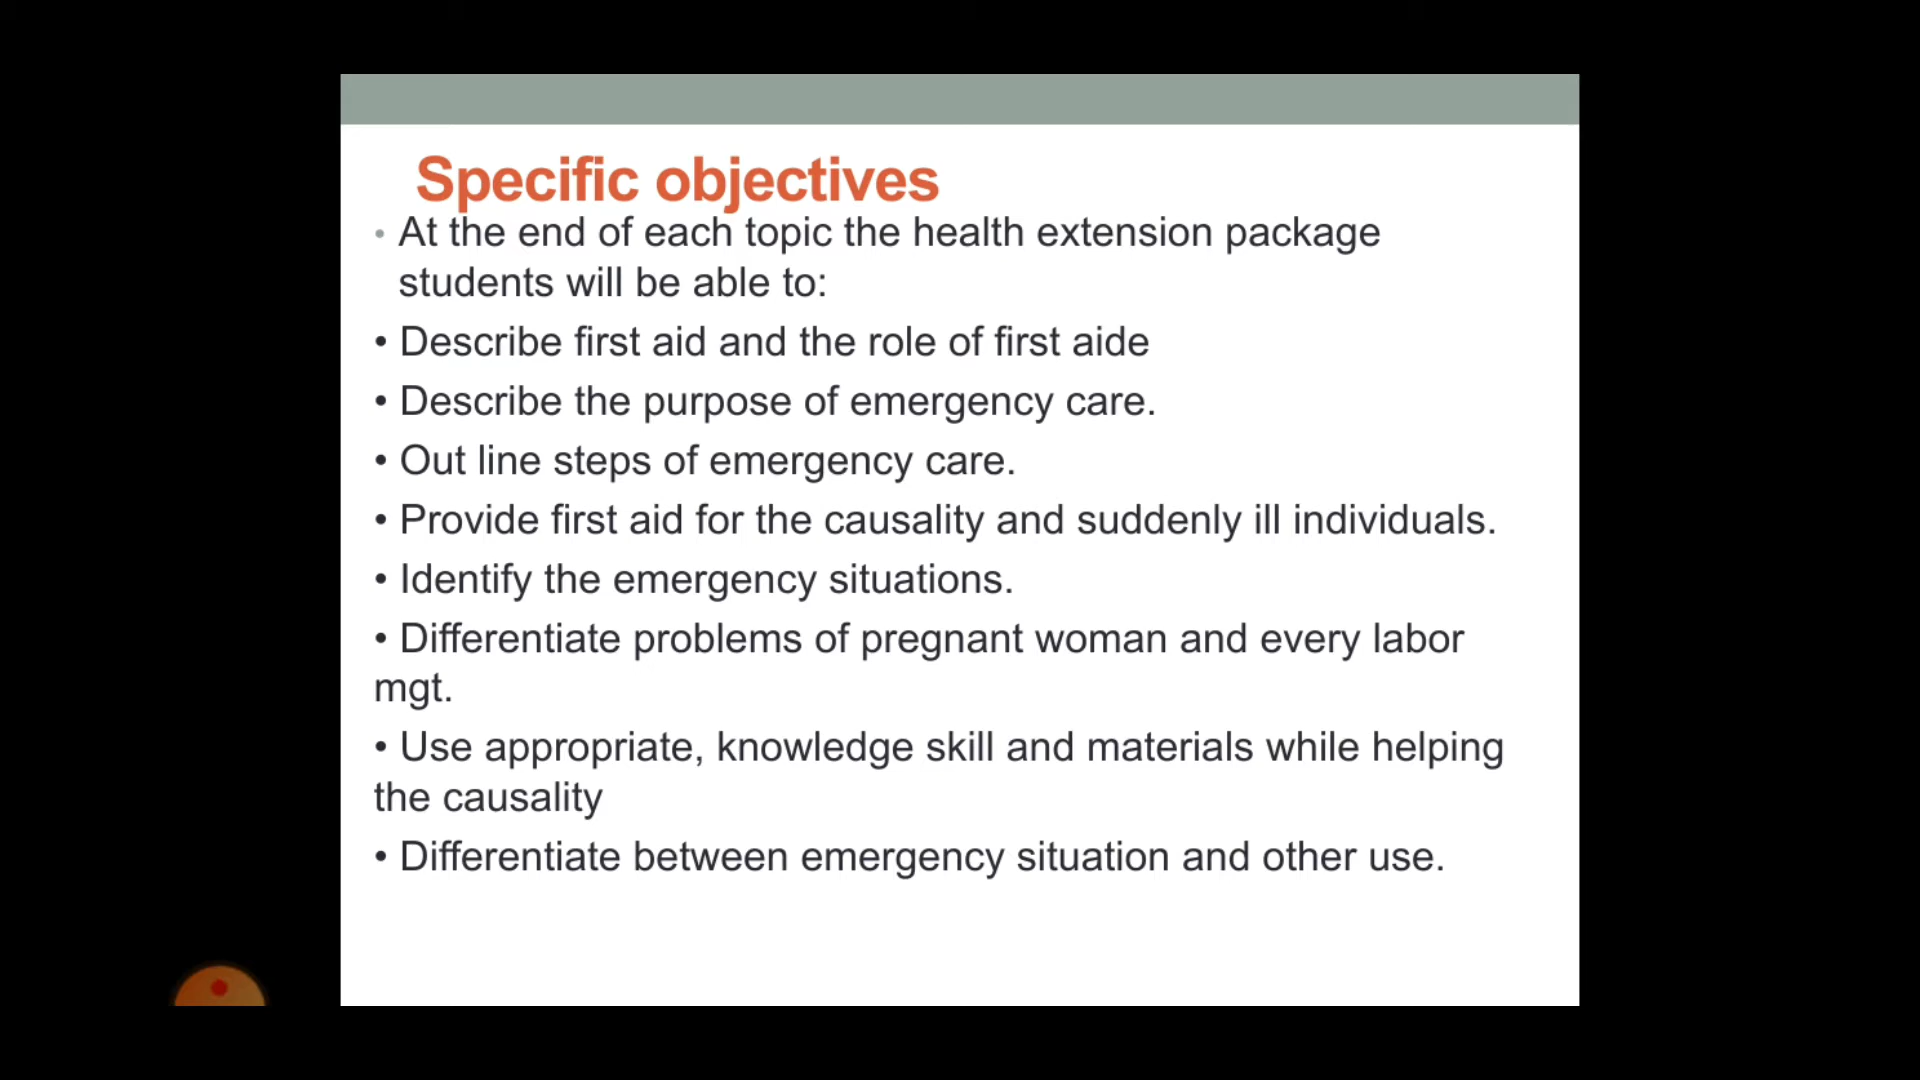 Specific objectives
• At the end of each topic the health extension package
students will be able to:
• Describe first aid and the role of first aide
• Describe the purpose of emergency care.
• Out line steps of emergency care.
• Provide first aid for the causality and suddenly ill individuals.
• Identify the emergency situations.
• Differentiate problems of pregnant woman and every labor
mgt.
• Use appropriate, knowledge skill and materials while helping
the causality
• Differentiate between emergency situation and other use.